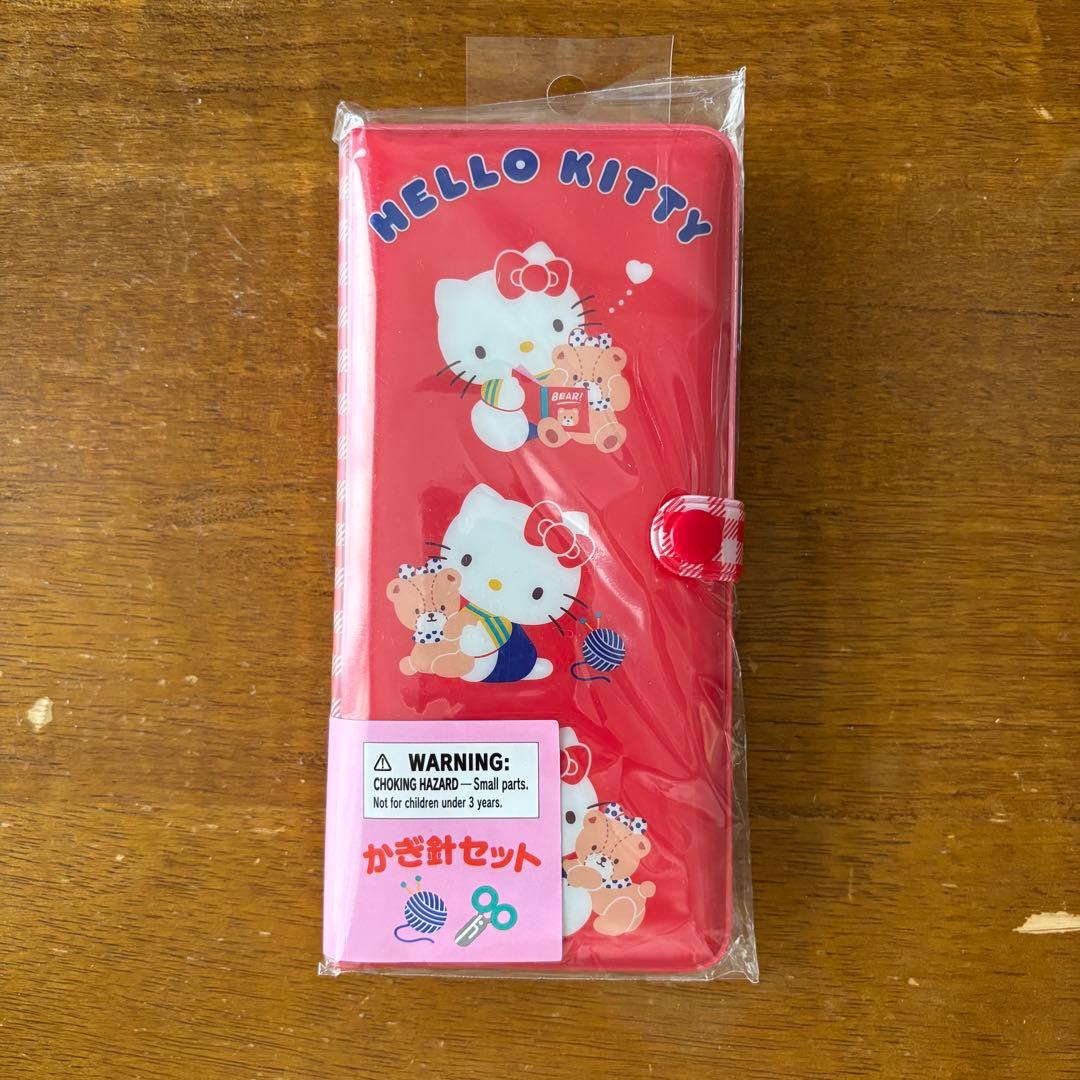 HELLO KITTY
BEAR!
WARNING:
CHOKING HAZARD — Small parts.
Not for children under 3 years.
かぎ針セット